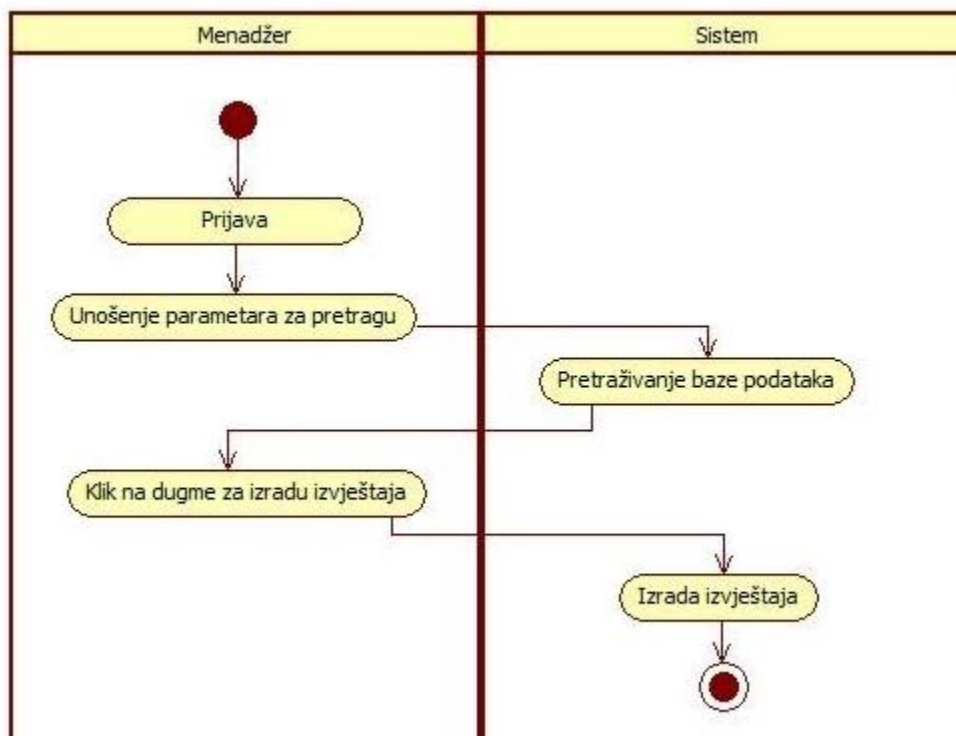 Menadžer
Sistem
Prijava
Unošenje parametara za pretragu
Pretraživanje baze podataka
Klik na dugme za izradu izvještaja
Izrada izvještaja